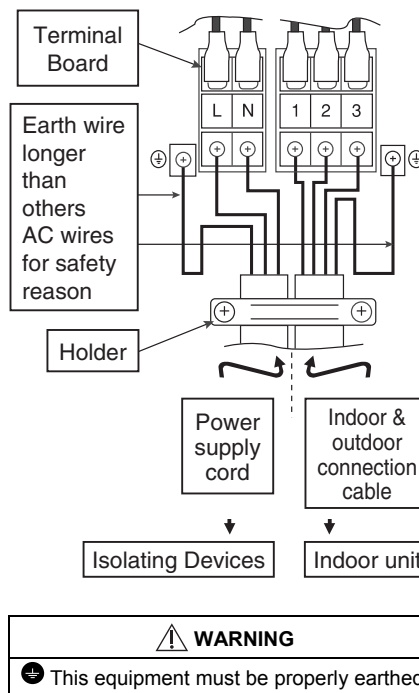 Terminal
Board
L N 1 2 3
Earth wire
longer
than
others
AC wires
for safety
reason
Holder
Power
supply
cord
Indoor &
outdoor
connection
cable
Isolating Devices
Indoor unit
WARNING
This equipment must be properly earthed